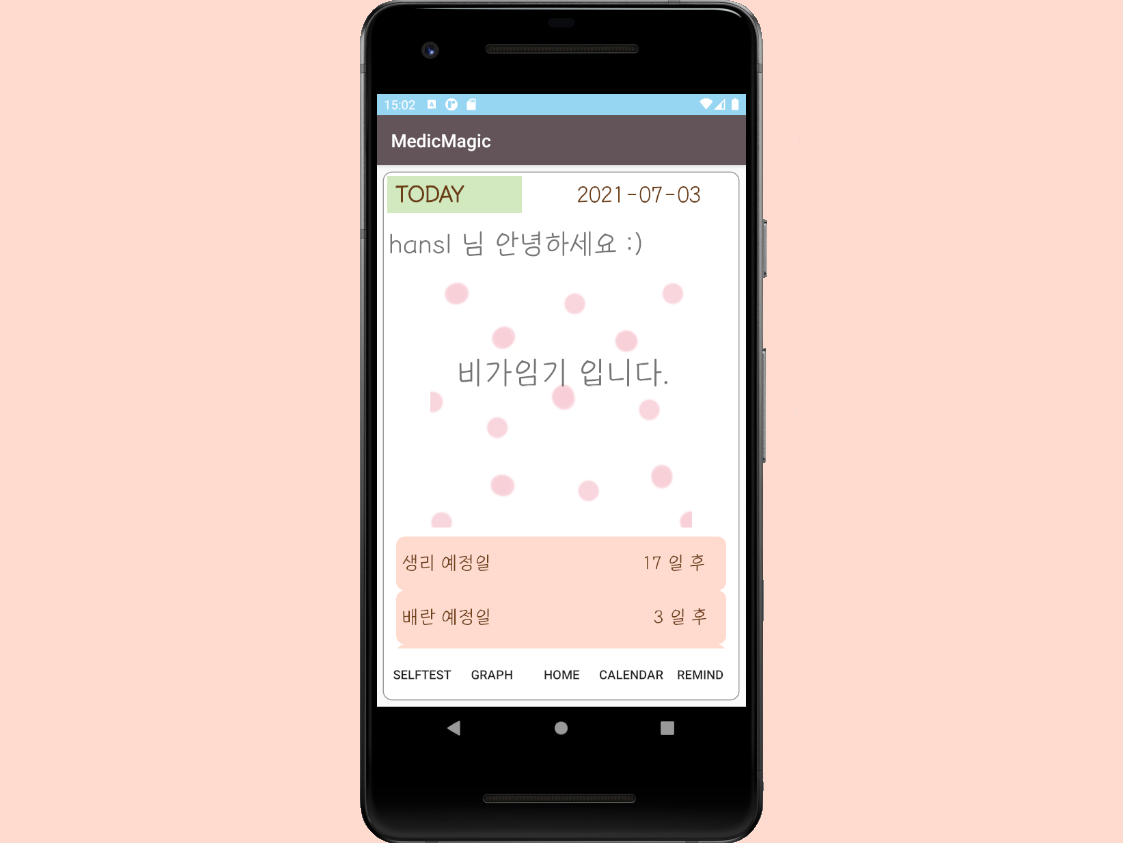 15:02
MedicMagic
TODAY 2021-07-03
hansl 님 안녕하세요 :)
비가임기 입니다.
생리 예정일 17 일 후
배란 예정일 3 일 후
SELFTEST GRAPH HOME CALENDAR REMIND